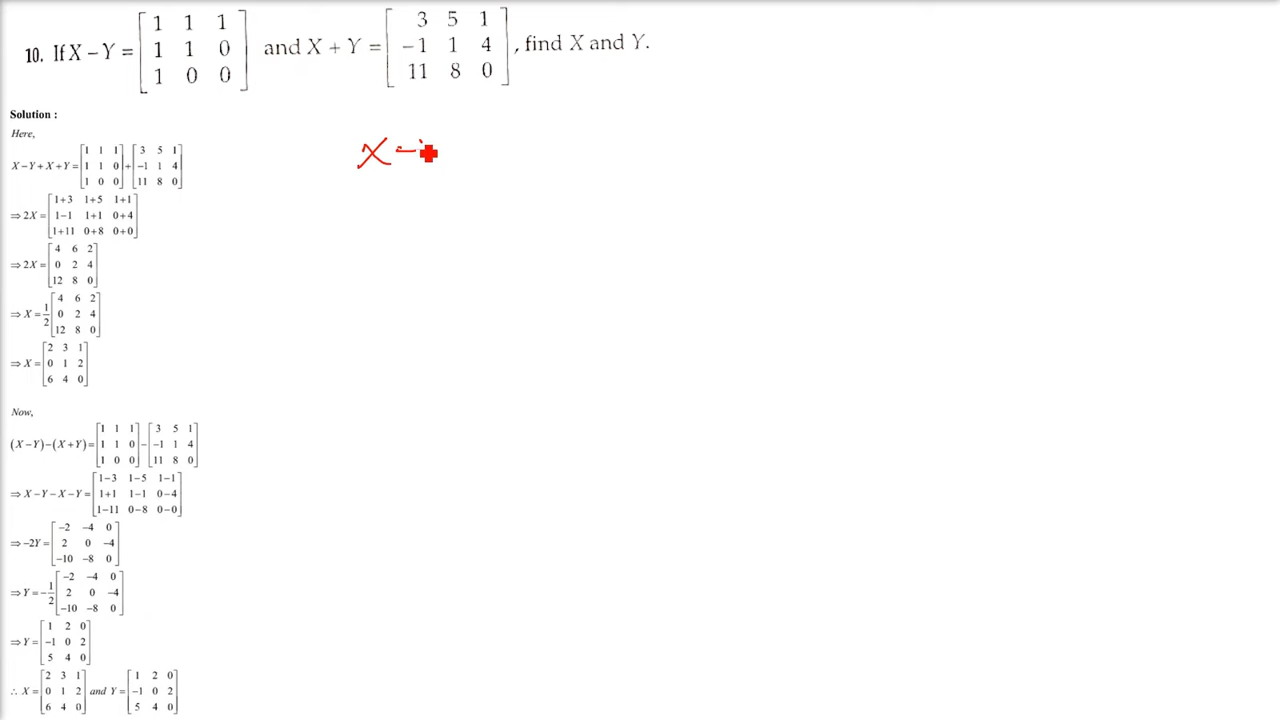 10. If X – Y = [1 1 1; 1 1 0; 1 0 0] and X + Y = [3 5 1; –1 1 4; 11 8 0], find X and Y.
Solution :
Here,
X–Y+X+Y=[1 1 1; 1 1 0; 1 0 0]+[3 5 1; –1 1 4; 11 8 0]
⇒2X=[1+3 1+5 1+1; 1–1 1+1 0+4; 1+11 0+8 0+0]
⇒2X=[4 6 2; 0 2 4; 12 8 0]
⇒X=1/2[4 6 2; 0 2 4; 12 8 0]
⇒X=[2 3 1; 0 1 2; 6 4 0]
Now,
(X–Y)–(X+Y)=[1 1 1; 1 1 0; 1 0 0]–[3 5 1; –1 1 4; 11 8 0]
⇒X–Y–X–Y=[1–3 1–5 1–1; 1+1 1–1 0–4; 1–11 0–8 0–0]
⇒–2Y=[–2 –4 0; 2 0 –4; –10 –8 0]
⇒Y=–1/2[–2 –4 0; 2 0 –4; –10 –8 0]
⇒Y=[1 2 0; –1 0 2; 5 4 0]
∴ X=[2 3 1; 0 1 2; 6 4 0] and Y=[1 2 0; –1 0 2; 5 4 0]
X –